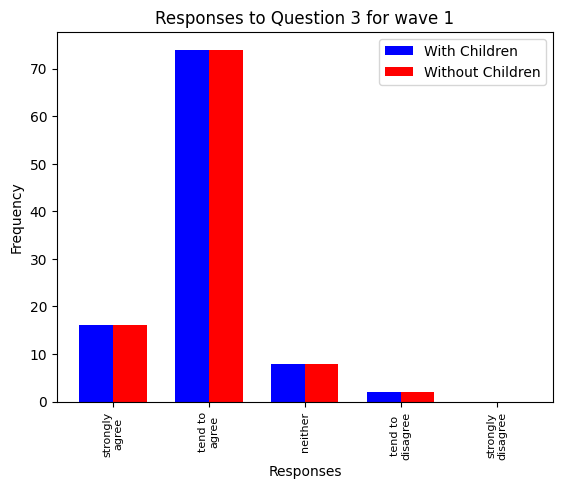 Responses to Question 3 for wave 1
With Children
Without Children
Frequency
70
60
50
40
30
20
10
0
strongly
agree
tend to
agree
neither
tend to
disagree
strongly
disagree
Responses